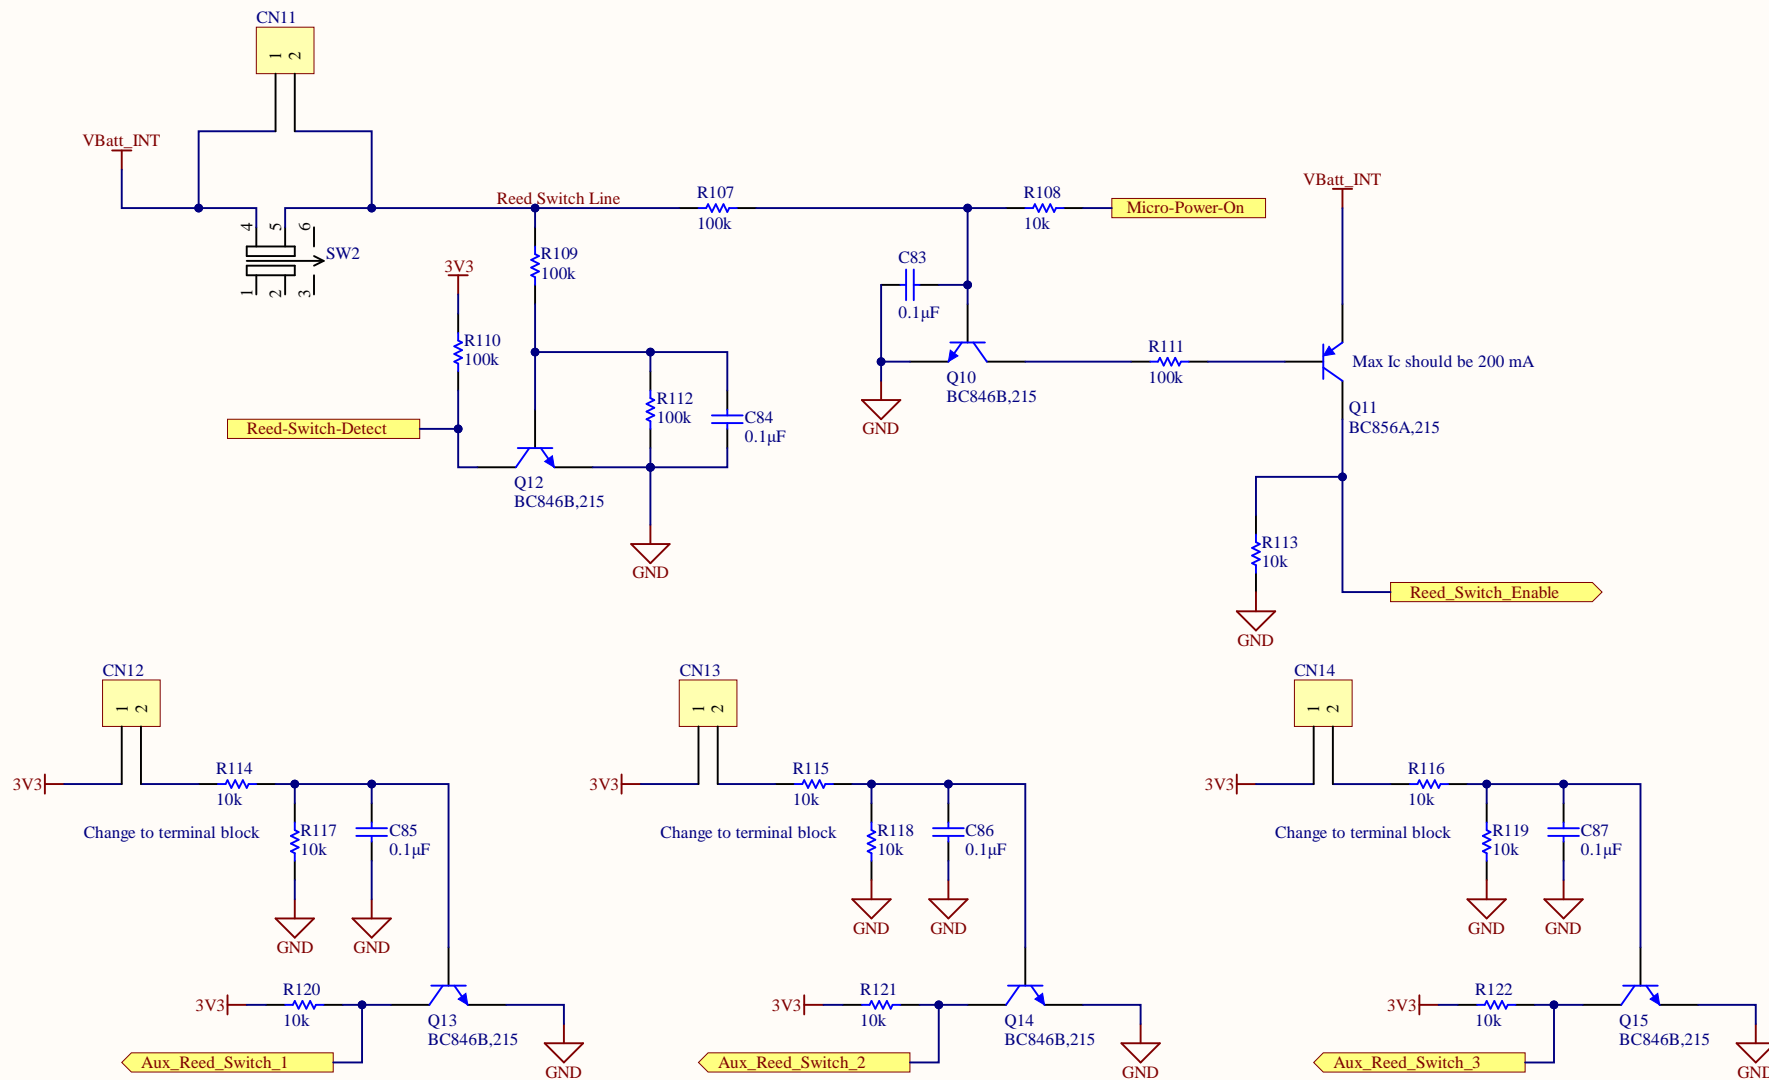 CN11
1 2
VBatt_INT
Reed Switch Line
R107
100k
R108
10k
Micro-Power-On
VBatt_INT
4 5 6
SW2
1 2 3
3V3
R109
100k
C83
0.1µF
R110
100k
R111
100k
Max Ic should be 200 mA
Q10
BC846B,215
R112
100k
C84
0.1µF
GND
Q11
BC856A,215
Reed-Switch-Detect
Q12
BC846B,215
GND
R113
10k
Reed_Switch_Enable
GND
CN12
1 2
3V3
R114
10k
Change to terminal block
R117
10k
C85
0.1µF
GND
GND
3V3
R120
10k
Q13
BC846B,215
Aux_Reed_Switch_1
GND
CN13
1 2
3V3
R115
10k
Change to terminal block
R118
10k
C86
0.1µF
GND
GND
3V3
R121
10k
Q14
BC846B,215
Aux_Reed_Switch_2
GND
CN14
1 2
3V3
R116
10k
Change to terminal block
R119
10k
C87
0.1µF
GND
GND
3V3
R122
10k
Q15
BC846B,215
Aux_Reed_Switch_3
GND